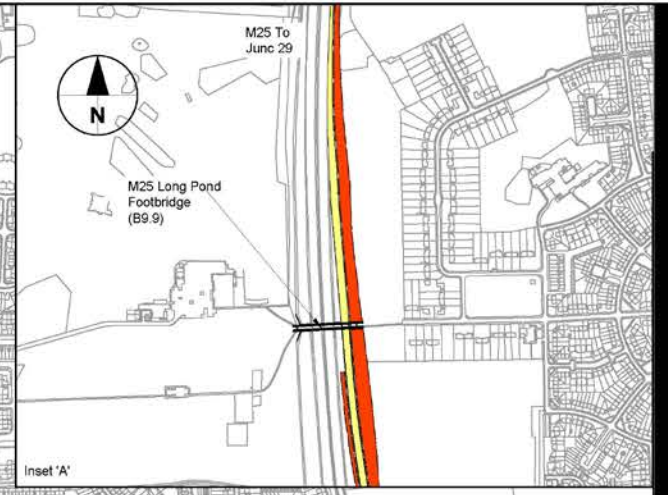 M25 To
Junc 29
N
M25 Long Pond
Footbridge
(B9.9)
Inset 'A'